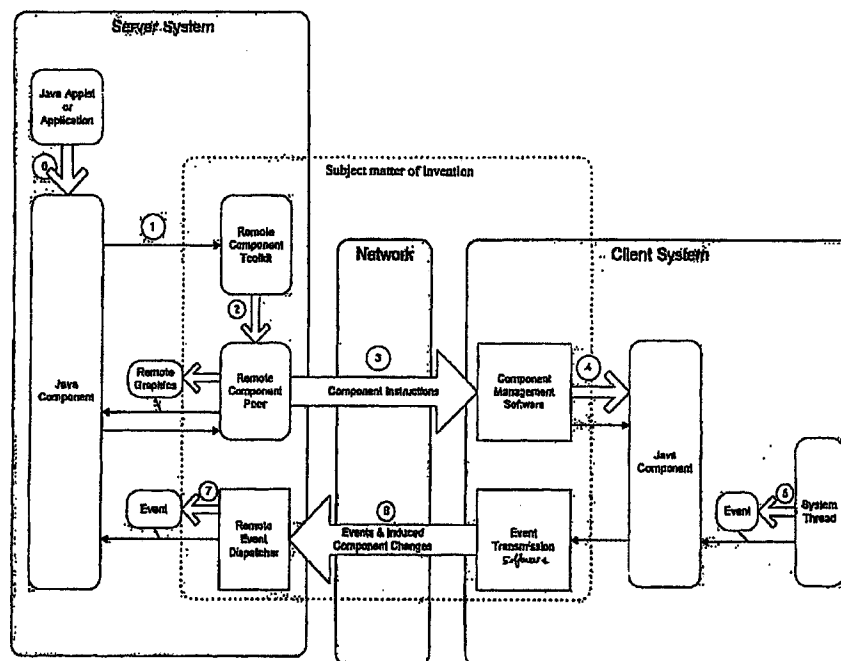 Server System
Java Applet
or
Application
0
Subject matter of Invention
1
Remote
Component
Toolkit
Network
Client System
2
3
4
Java
Component
Remote
Graphics
Remote
Component
Peer
Component Instructions
Component
Management
Software
Java
Component
7
Event
Remote
Event
Dispatcher
6
Events & Induced
Component Changes
Event
Transmission
Software
Event
5
System
Thread